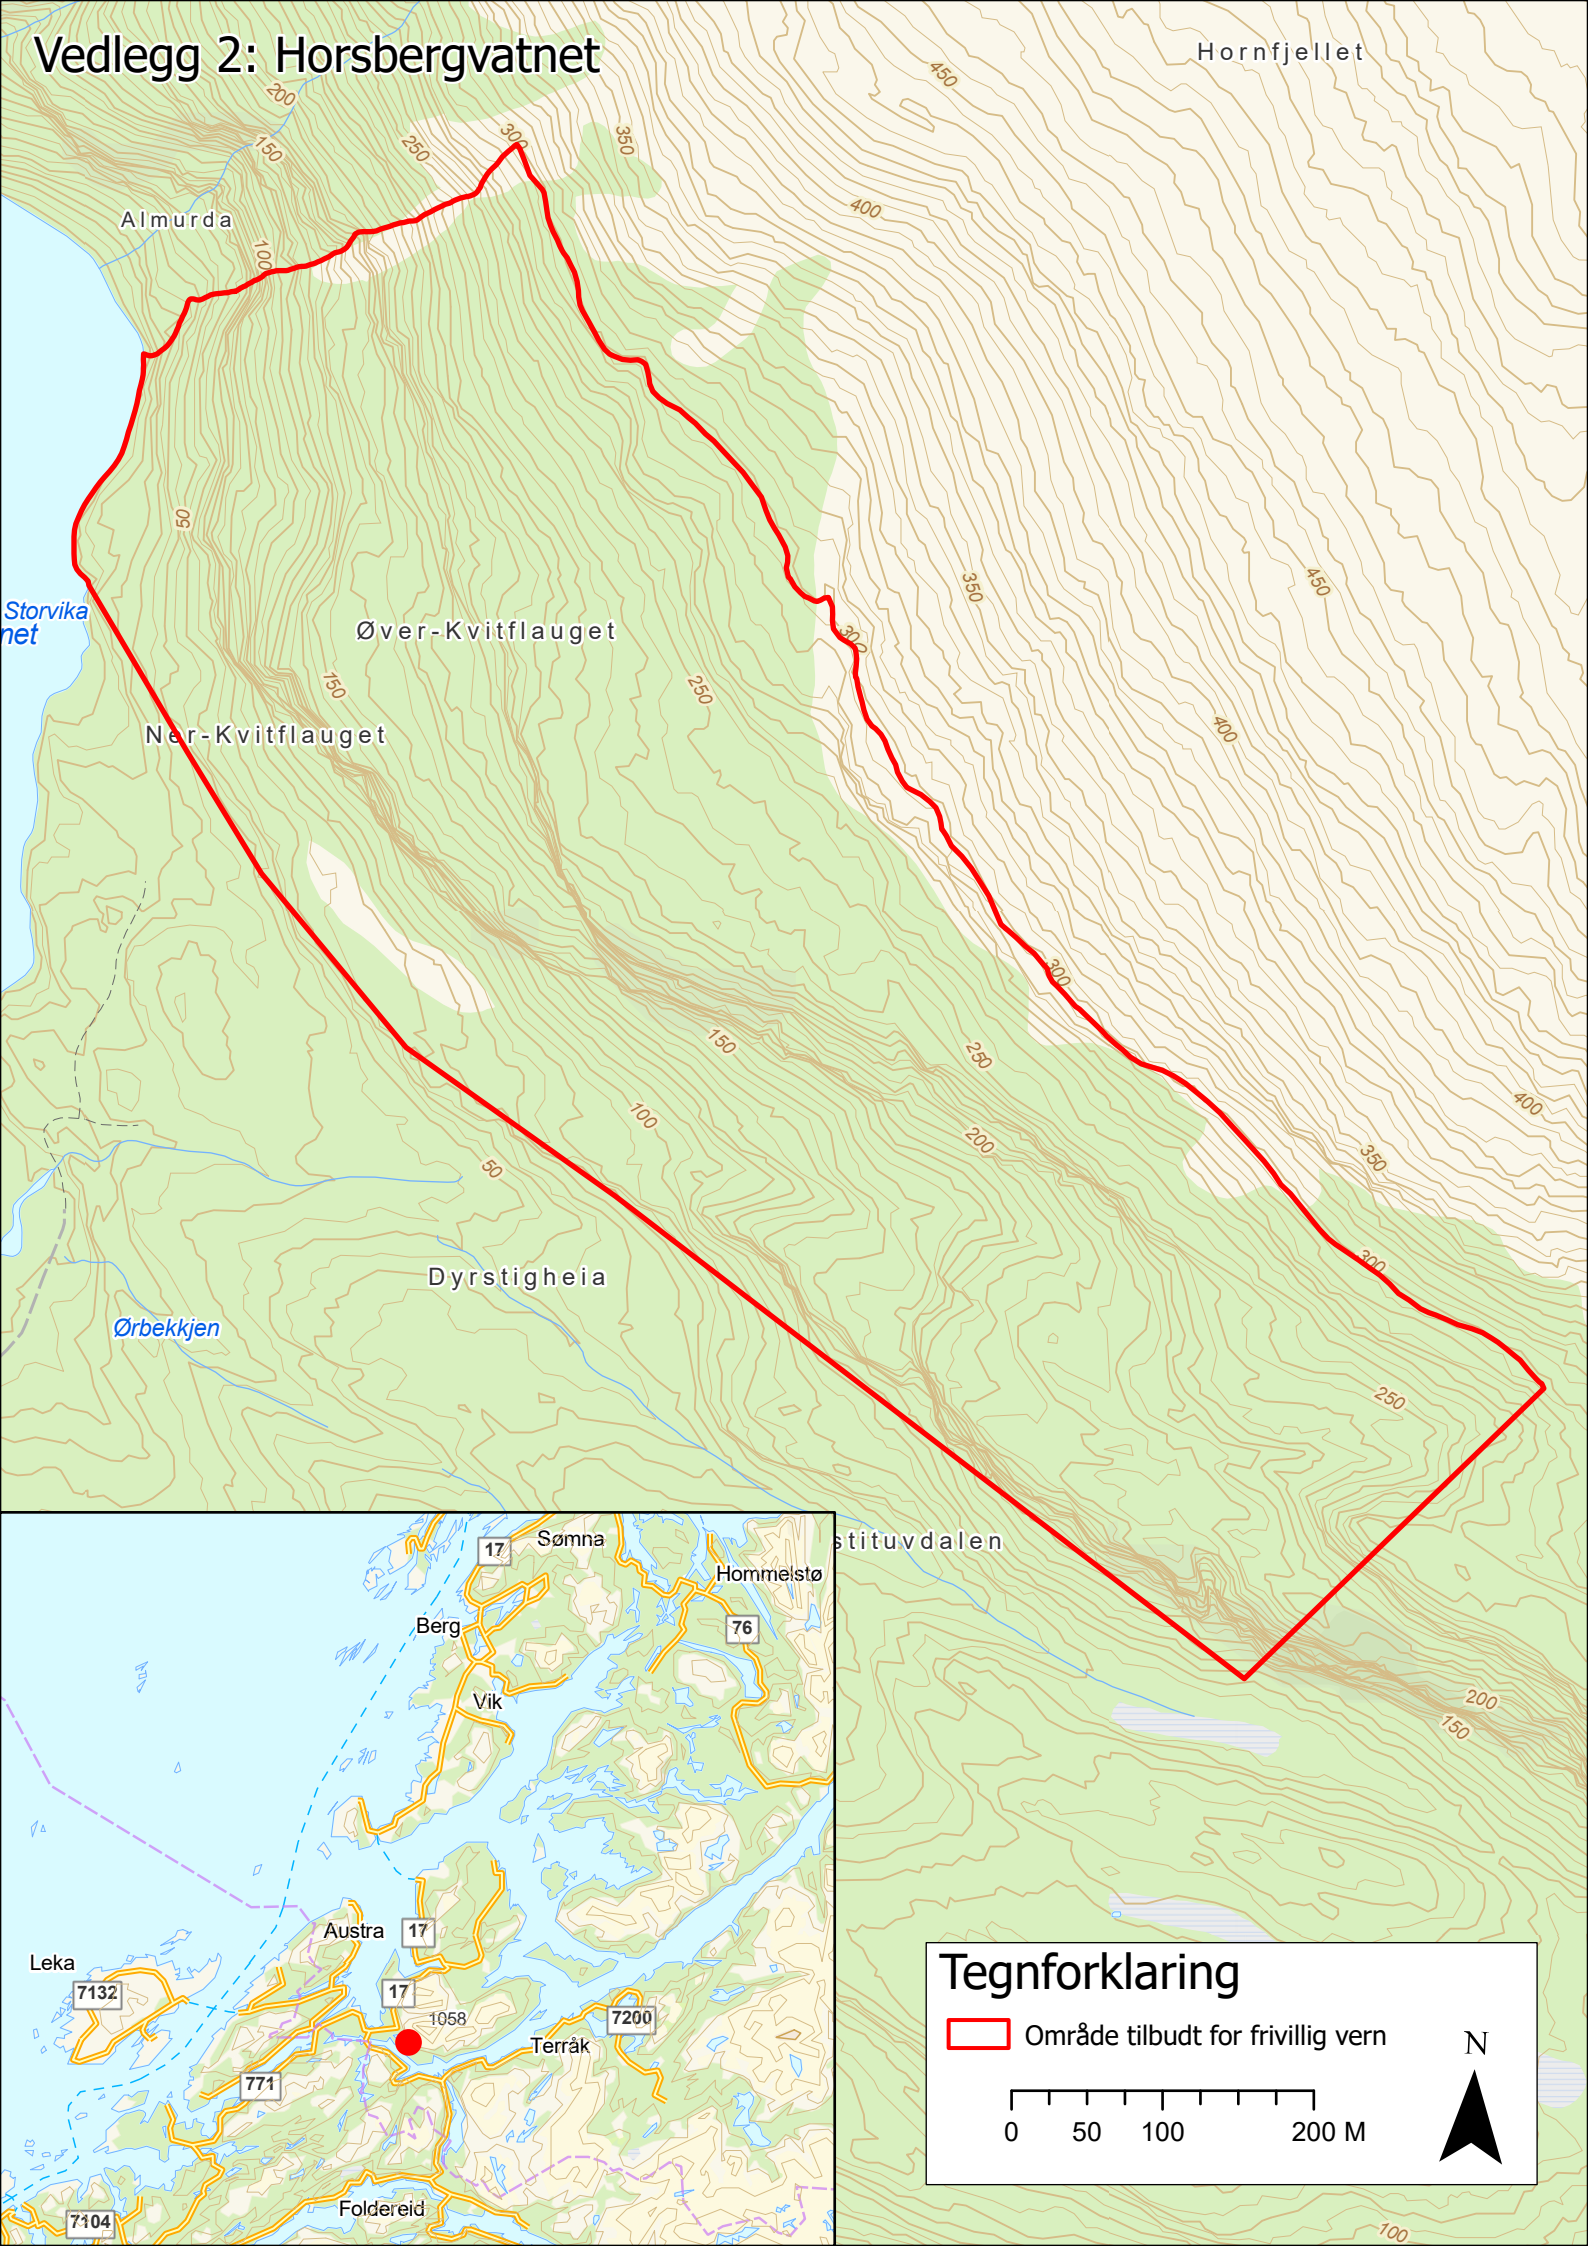 Vedlegg 2: Horsbergvatnet
Hornfjellet
450
200
150
250
300
350
Almurda
400
100
50
350
450
Storvika
net
Øver-Kvitflauget
300
150
250
400
Ner-Kvitflauget
300
150
250
400
100
200
350
50
300
Dyrstigheia
Ørbekkjen
250
stituvdalen
200
150
100
17
Sømna
Hommelstø
Berg
76
Vik
Austra
17
Leka
7132
17
1058
7200
Terråk
771
Foldereid
7104
Tegnforklaring
Område tilbudt for frivillig vern
N
0 50 100 200 M